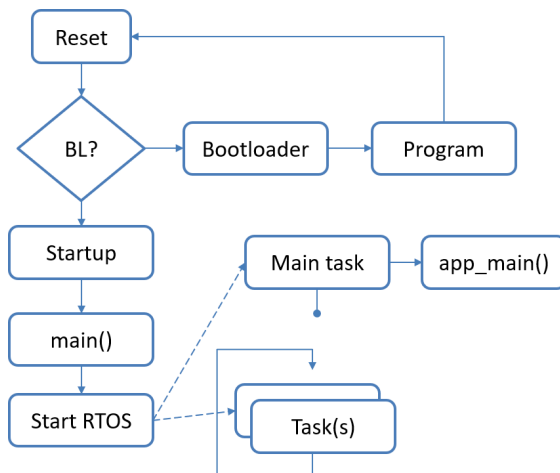 Reset
BL?
Bootloader
Program
Startup
Main task
app_main()
main()
Start RTOS
Task(s)